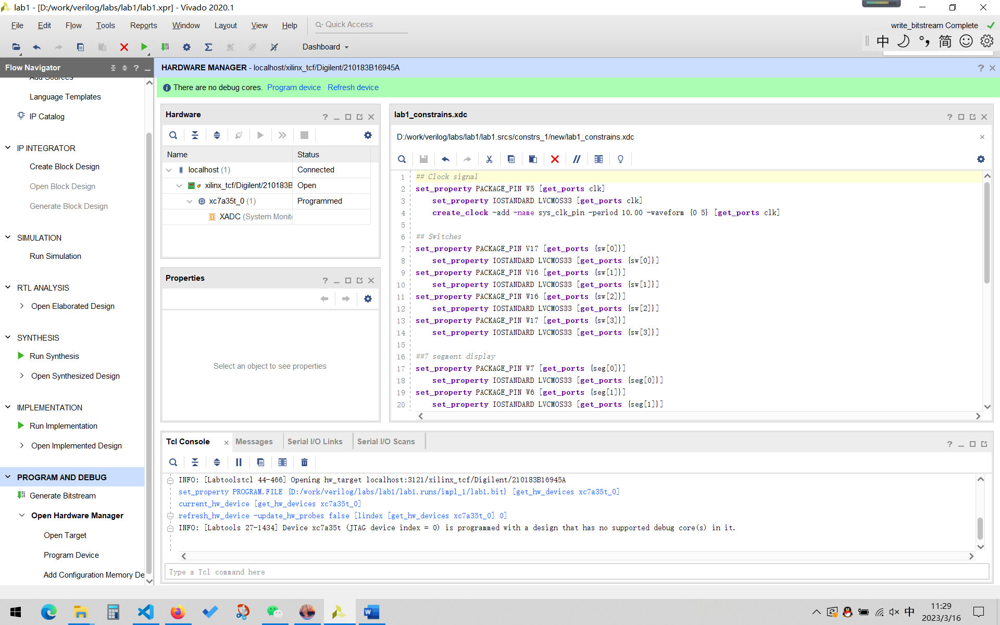 lab1 - [D:/work/verilog/labs/lab1/lab1.xpr] - Vivado 2020.1
File Edit Flow Tools Reports Window Layout View Help Quick Access
write_bitstream Complete
Dashboard
中 简
Flow Navigator
HARDWARE MANAGER - localhost/xilinx_tcf/Digilent/210183B16945A
There are no debug cores. Program device Refresh device
Add Sources
Language Templates
IP Catalog
IP INTEGRATOR
Create Block Design
Open Block Design
Generate Block Design
SIMULATION
Run Simulation
RTL ANALYSIS
Open Elaborated Design
SYNTHESIS
Run Synthesis
Open Synthesized Design
IMPLEMENTATION
Run Implementation
Open Implemented Design
PROGRAM AND DEBUG
Generate Bitstream
Open Hardware Manager
Open Target
Program Device
Add Configuration Memory De
Hardware
Name Status
localhost (1) Connected
xilinx_tcf/Digilent/210183B Open
xc7a35t_0 (1) Programmed
XADC (System Monito
Properties
Select an object to see properties
lab1_constrains.xdc
D:/work/verilog/labs/lab1/lab1.srcs/constrs_1/new/lab1_constrains.xdc
1 ## Clock signal
2 set_property PACKAGE_PIN W5 [get_ports clk]
3 set_property IOSTANDARD LVCMOS33 [get_ports clk]
4 create_clock -add -name sys_clk_pin -period 10.00 -waveform {0 5} [get_ports clk]
5
6 ## Switches
7 set_property PACKAGE_PIN V17 [get_ports {sw[0]}]
8 set_property IOSTANDARD LVCMOS33 [get_ports {sw[0]}]
9 set_property PACKAGE_PIN V16 [get_ports {sw[1]}]
10 set_property IOSTANDARD LVCMOS33 [get_ports {sw[1]}]
11 set_property PACKAGE_PIN W16 [get_ports {sw[2]}]
12 set_property IOSTANDARD LVCMOS33 [get_ports {sw[2]}]
13 set_property PACKAGE_PIN W17 [get_ports {sw[3]}]
14 set_property IOSTANDARD LVCMOS33 [get_ports {sw[3]}]
15
16 ##7 segment display
17 set_property PACKAGE_PIN W7 [get_ports {seg[0]}]
18 set_property IOSTANDARD LVCMOS33 [get_ports {seg[0]}]
19 set_property PACKAGE_PIN W6 [get_ports {seg[1]}]
20 set_property IOSTANDARD LVCMOS33 [get_ports {seg[1]}]
Tcl Console Messages Serial I/O Links Serial I/O Scans
INFO: [Labtoolstcl 44-466] Opening hw_target localhost:3121/xilinx_tcf/Digilent/210183B16945A
set_property PROGRAM.FILE {D:/work/verilog/labs/lab1/lab1.runs/impl_1/lab1.bit} [get_hw_devices xc7a35t_0]
current_hw_device [get_hw_devices xc7a35t_0]
refresh_hw_device -update_hw_probes false [lindex [get_hw_devices xc7a35t_0] 0]
INFO: [Labtools 27-1434] Device xc7a35t (JTAG device index = 0) is programmed with a design that has no supported debug core(s) in it.
Type a Tcl command here
中
11:29
2023/3/16